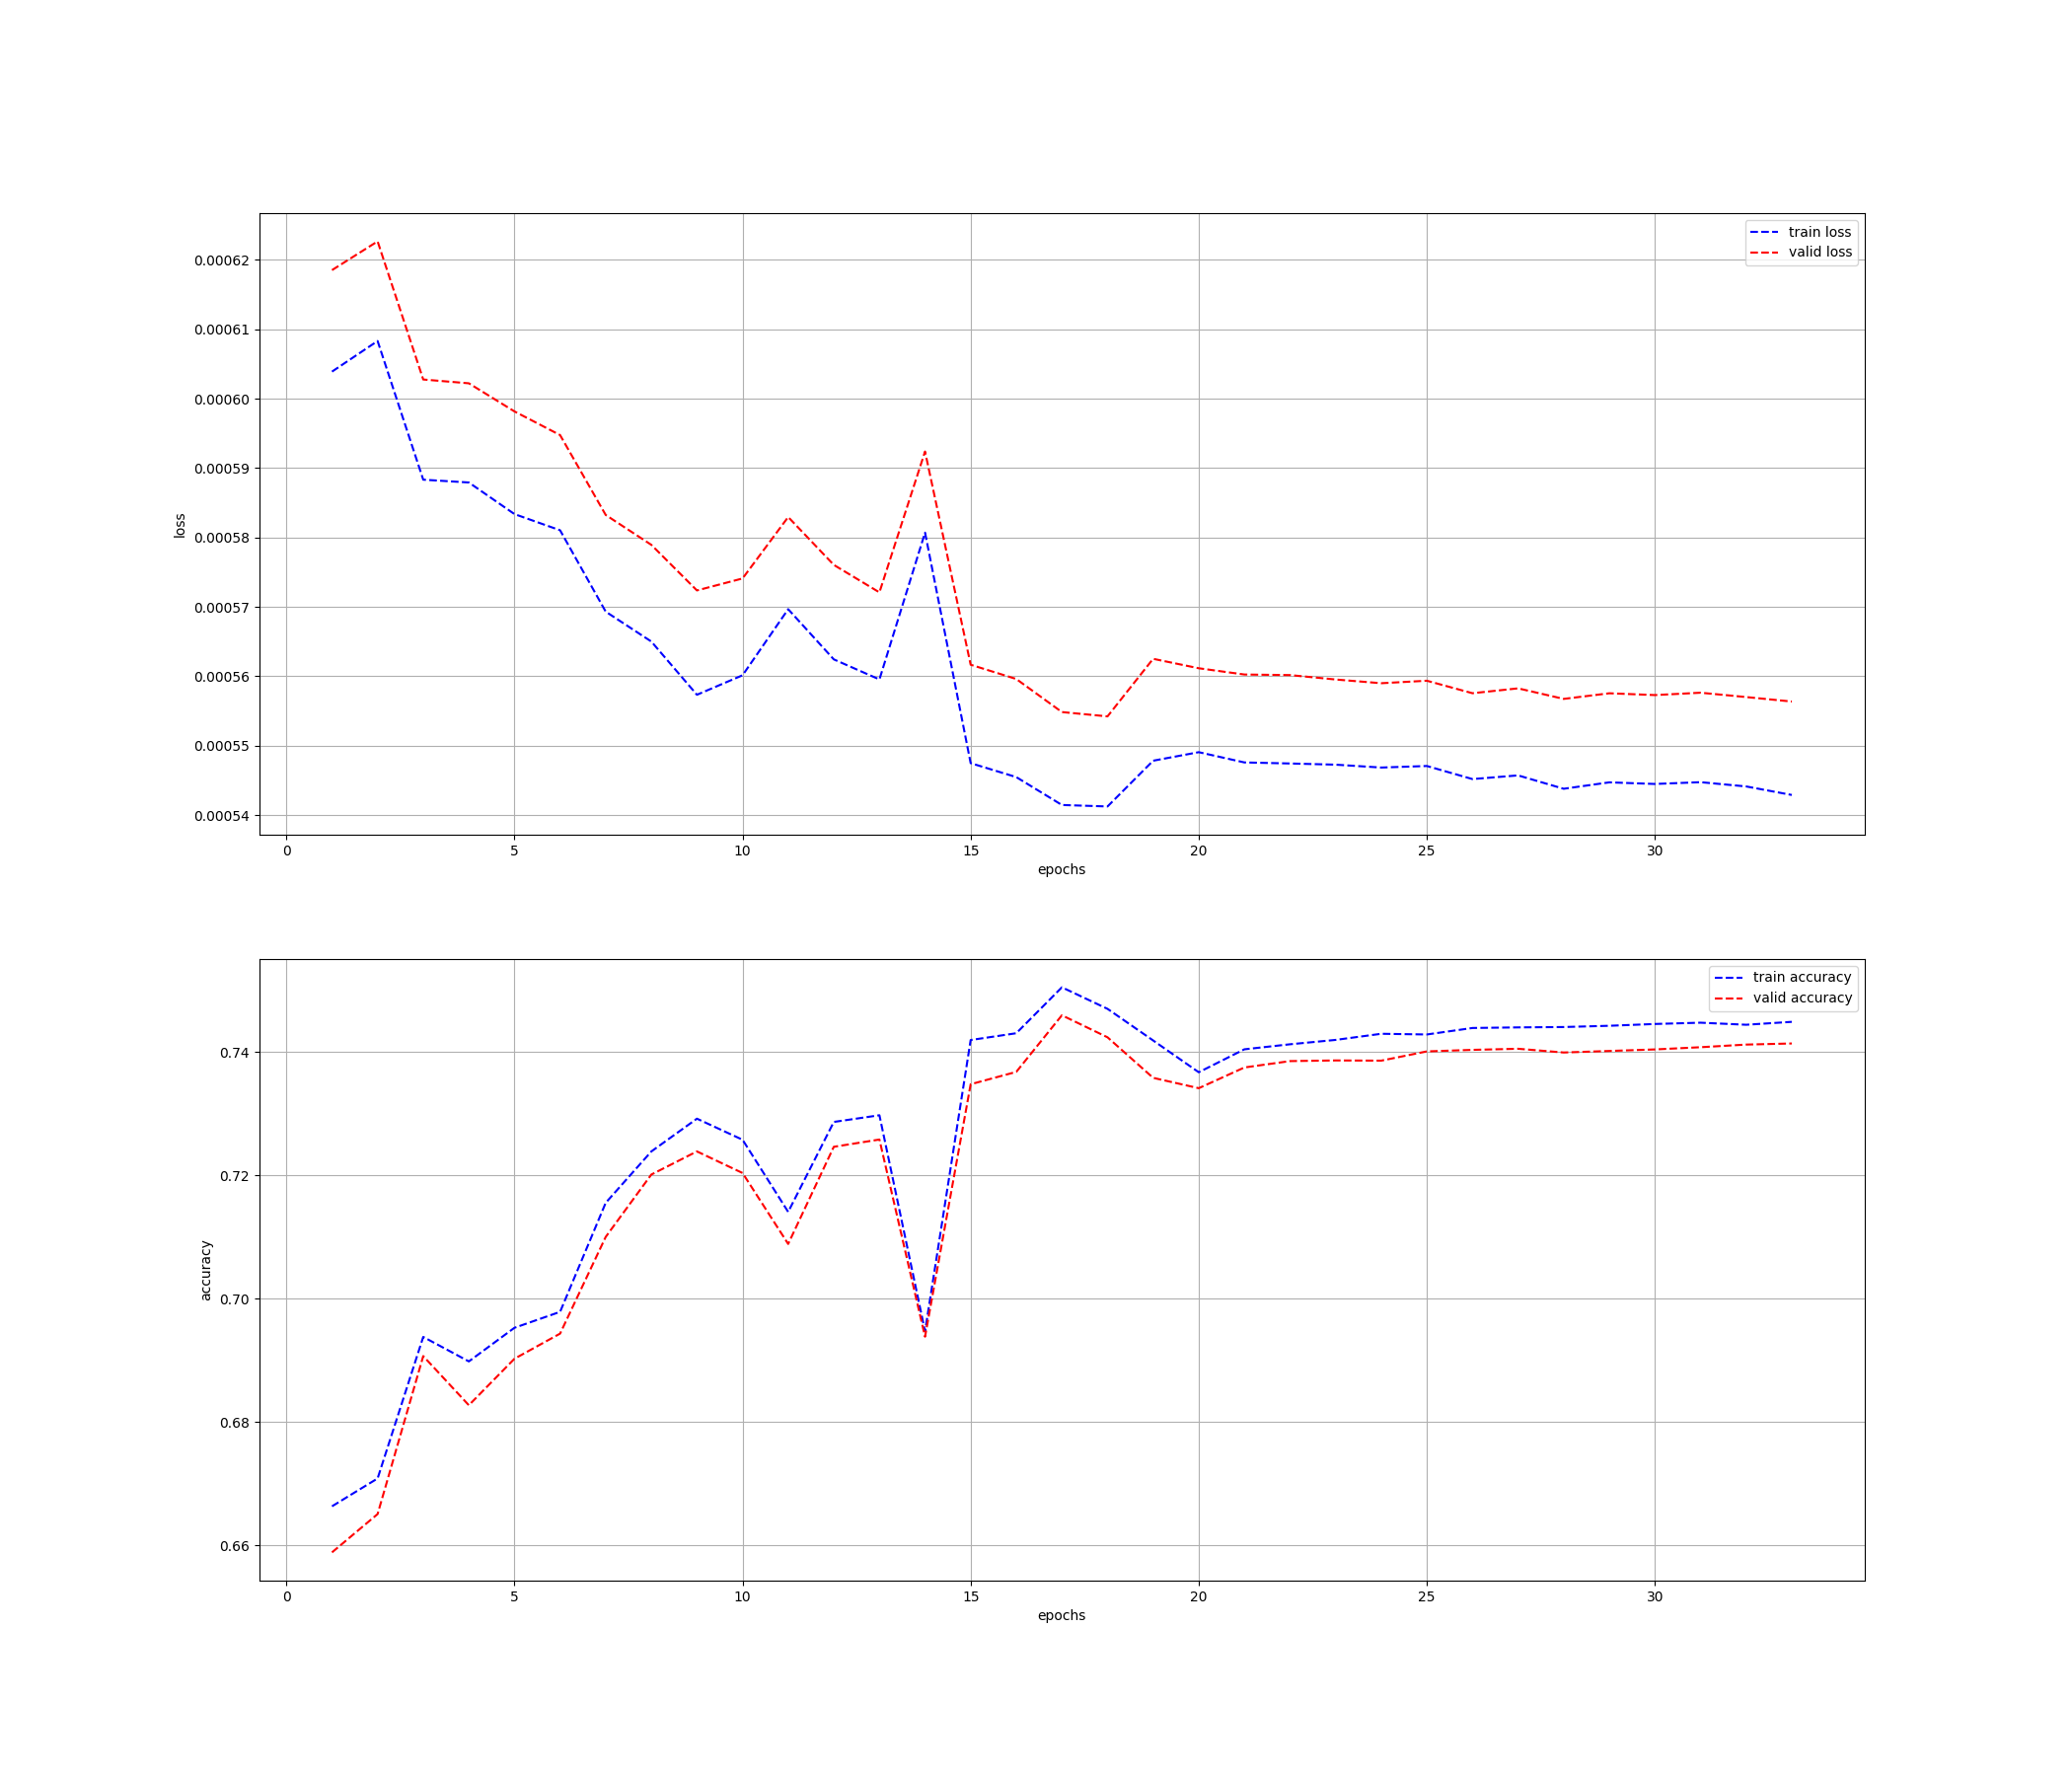 train loss
valid loss
0.00062
0.00061
0.00060
0.00059
0.00058
0.00057
0.00056
0.00055
0.00054
loss
0 5 10 15 20 25 30
epochs
train accuracy
valid accuracy
0.74
0.72
0.70
0.68
0.66
accuracy
0 5 10 15 20 25 30
epochs